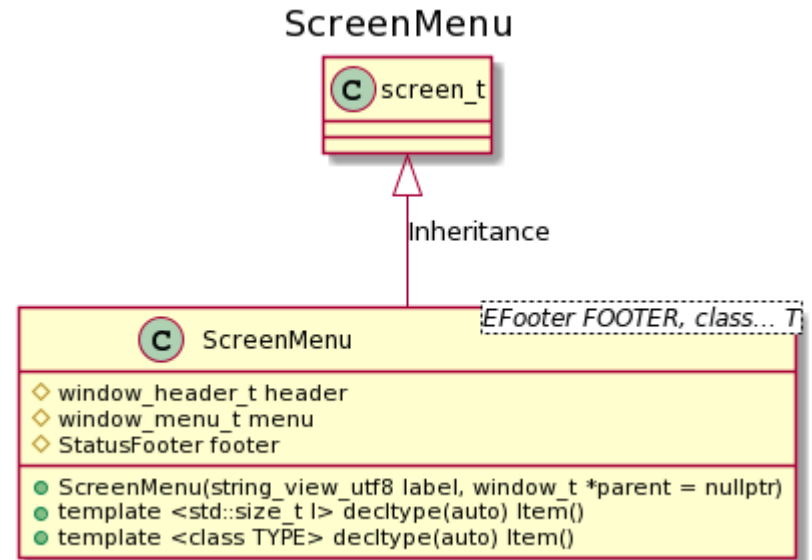 ScreenMenu
C screen_t
Inheritance
EFooter FOOTER, class... T
C ScreenMenu
window_header_t header
window_menu_t menu
StatusFooter footer
ScreenMenu(string_view_utf8 label, window_t *parent = nullptr)
template <std::size_t I> decltype(auto) Item()
template <class TYPE> decltype(auto) Item()